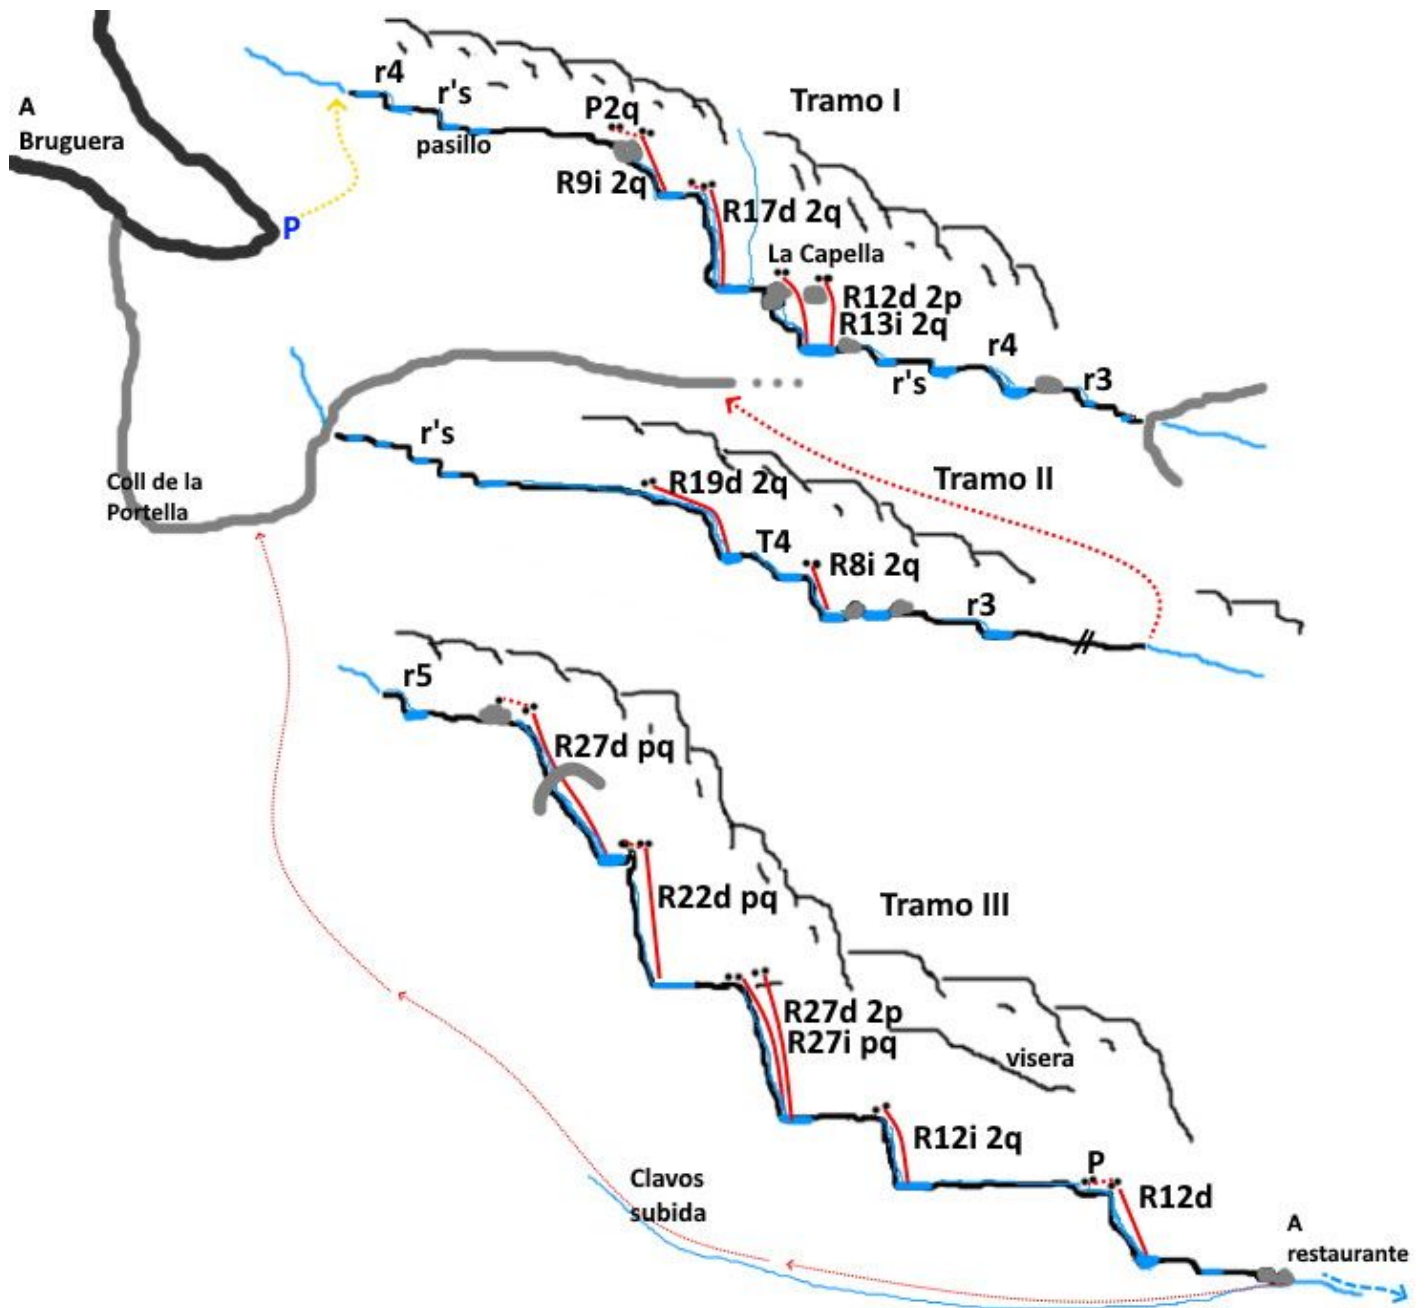 A
Bruguera
P
r4
r's
pasillo
P2q
R9i 2q
R17d 2q
Tramo I
La Capella
R12d 2p
R13i 2q
r's
r4
r3
Coll de la
Portella
r's
R19d 2q
Tramo II
T4
R8i 2q
r3
r5
R27d pq
R22d pq
Tramo III
R27d 2p
R27i pq
visera
R12i 2q
P
R12d
Clavos
subida
A
restaurante